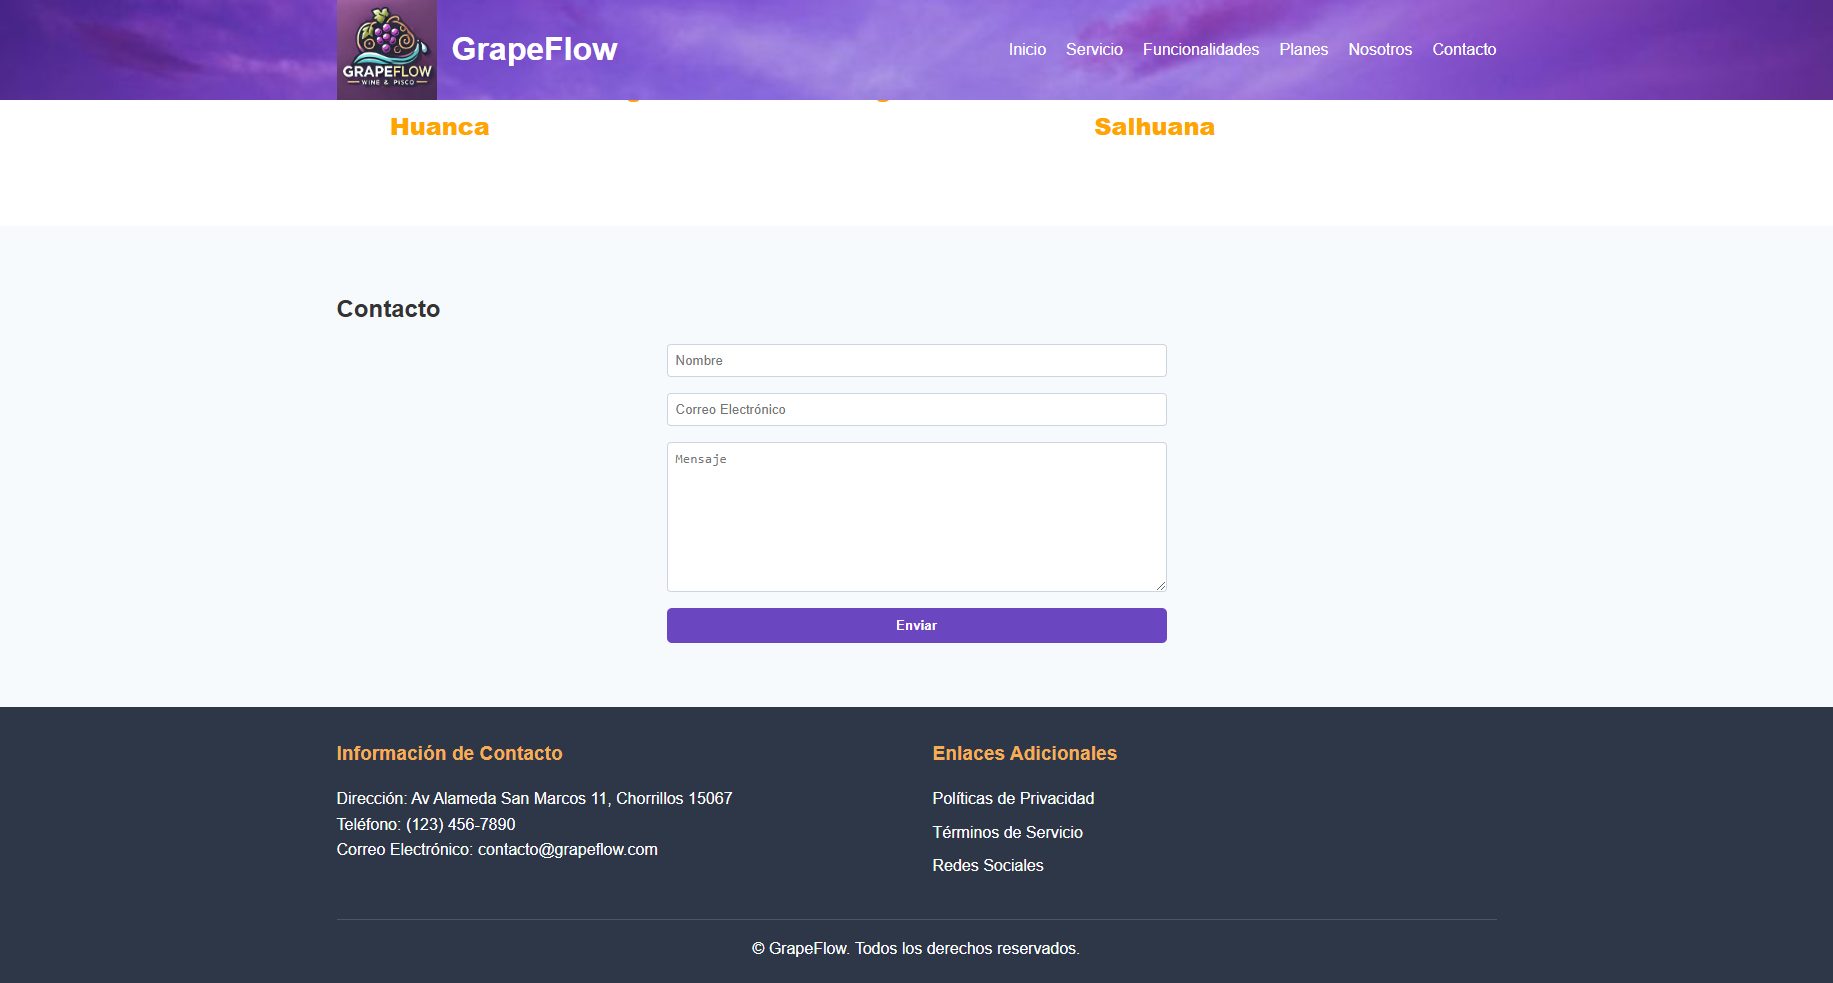 GRAPEFLOW
WINE & PISCO
GrapeFlow
Inicio Servicio Funcionalidades Planes Nosotros Contacto
Huanca Salhuana
Contacto
Nombre
Correo Electrónico
Mensaje
Enviar
Información de Contacto
Dirección: Av Alameda San Marcos 11, Chorrillos 15067
Teléfono: (123) 456-7890
Correo Electrónico: contacto@grapeflow.com
Enlaces Adicionales
Políticas de Privacidad
Términos de Servicio
Redes Sociales
© GrapeFlow. Todos los derechos reservados.